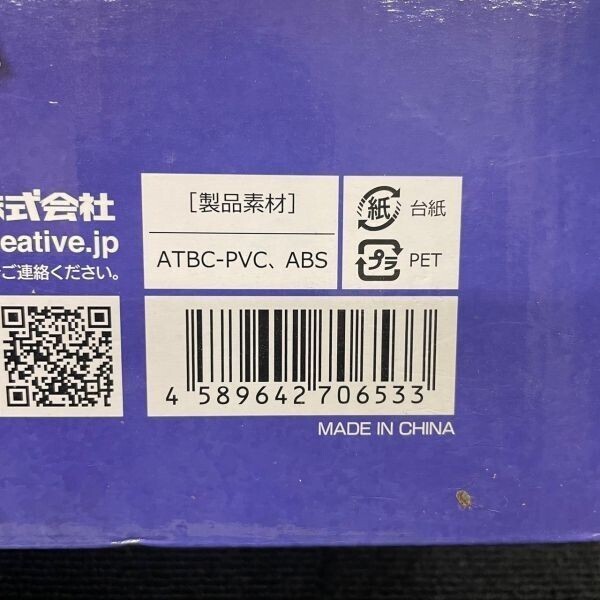 株式会社
eative.jp
ご連絡ください。
［製品素材］
ATBC-PVC、ABS
紙 台紙
プラ PET
4 589642 706533
MADE IN CHINA